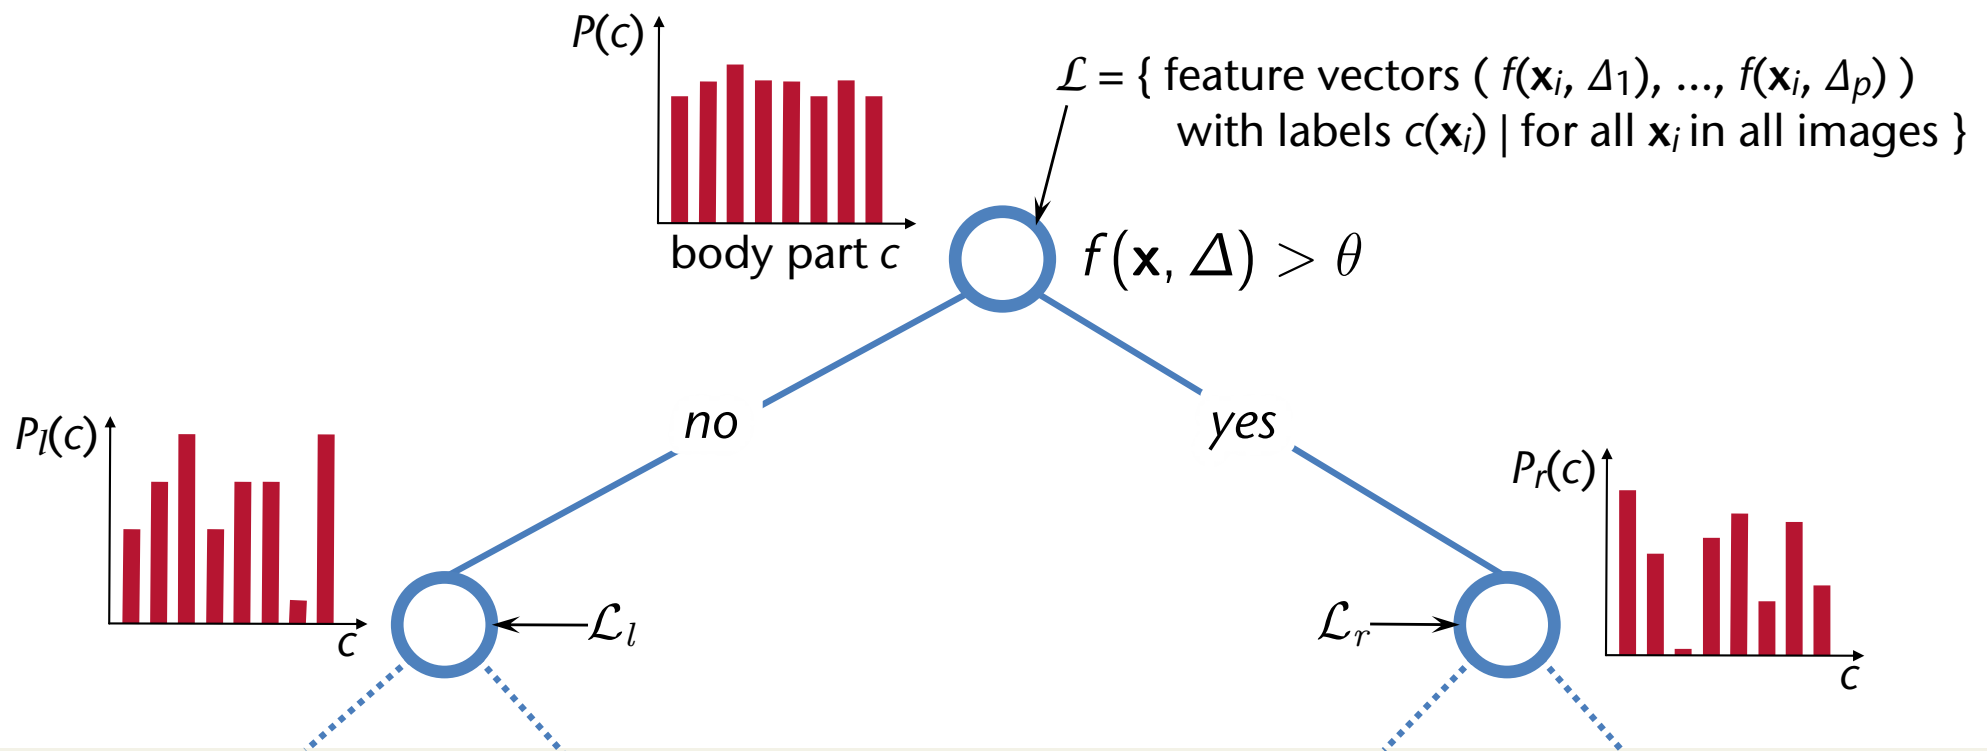 P(c)
body part c
ℒ = { feature vectors ( f(𝐱ᵢ, Δ₁), ..., f(𝐱ᵢ, Δₚ) )
with labels c(𝐱ᵢ) | for all 𝐱ᵢ in all images }
f(𝐱, Δ) > θ
no
yes
Pₗ(c)
c
ℒₗ
ℒᵣ
Pᵣ(c)
c